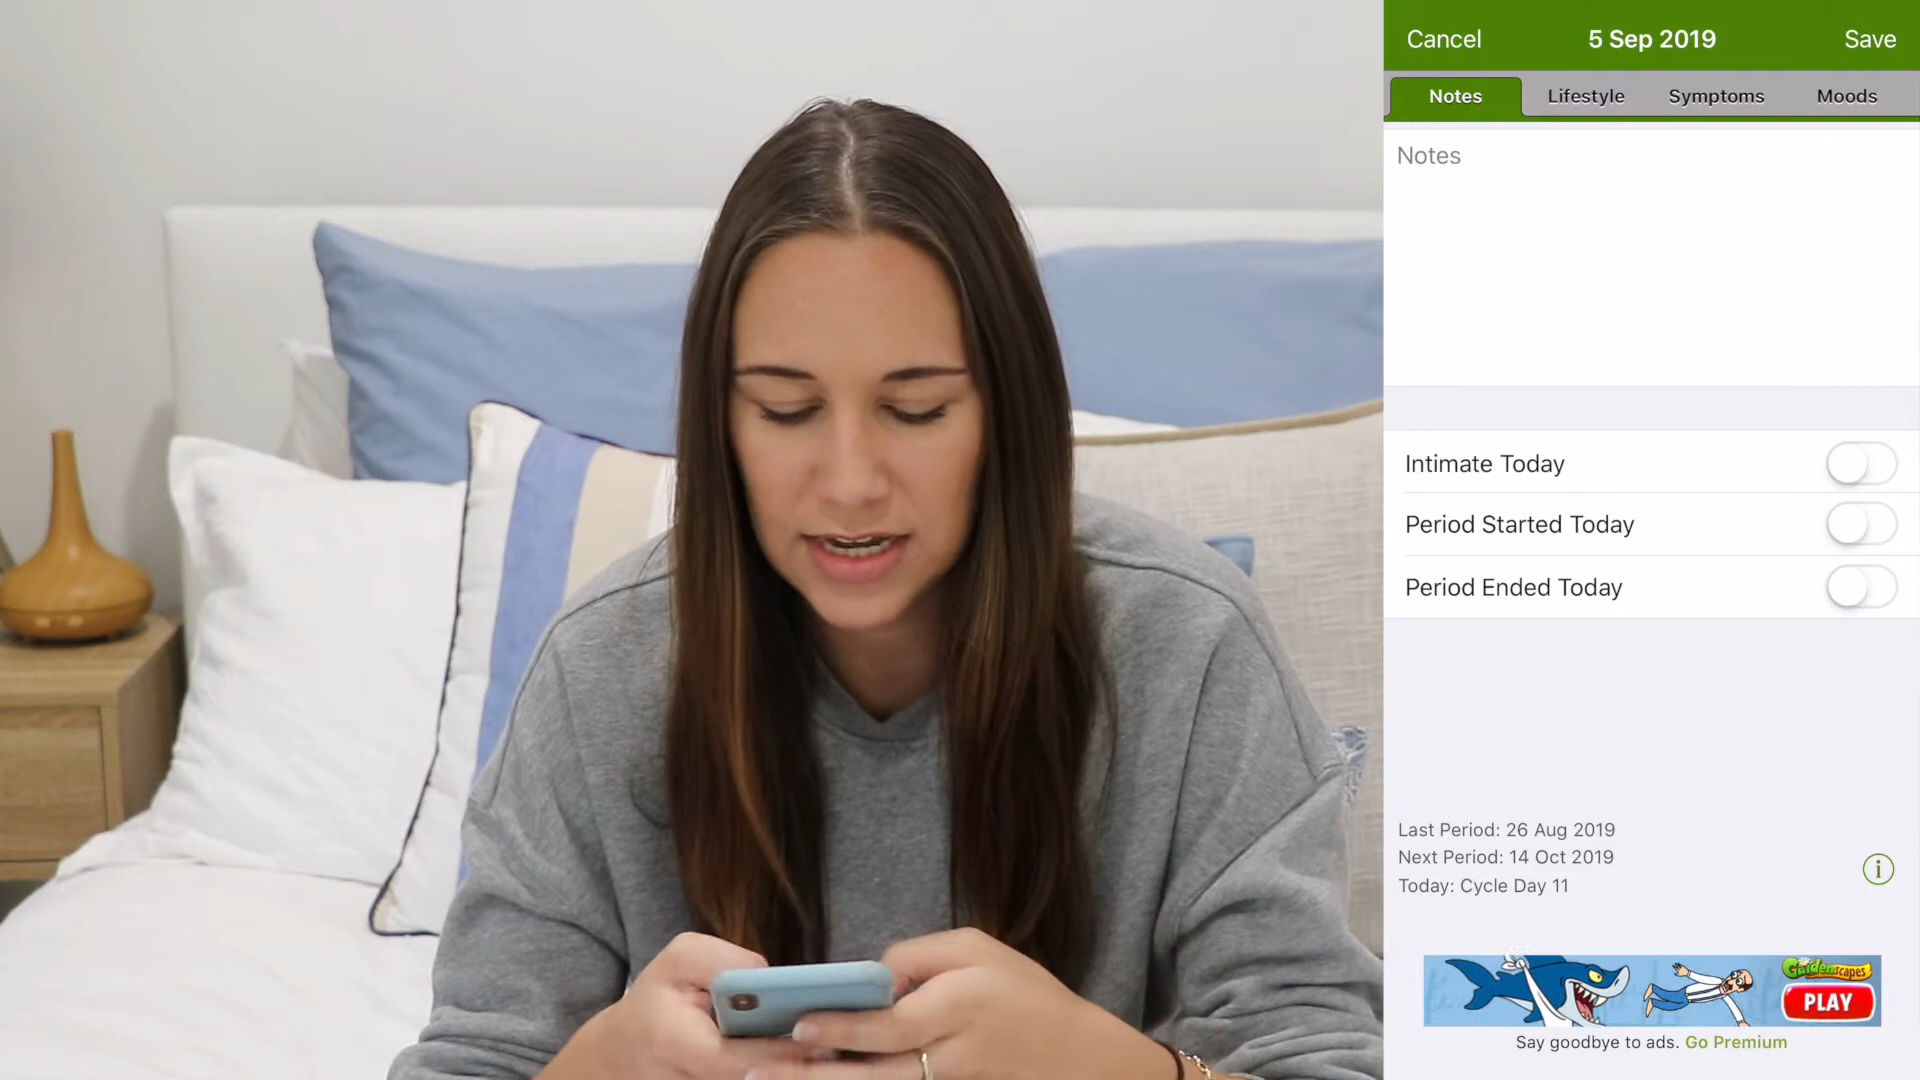 Cancel 5 Sep 2019 Save
Notes Lifestyle Symptoms Moods
Notes
Intimate Today
Period Started Today
Period Ended Today
Last Period: 26 Aug 2019
Next Period: 14 Oct 2019
Today: Cycle Day 11
i
Gardenscapes
PLAY
Say goodbye to ads. Go Premium